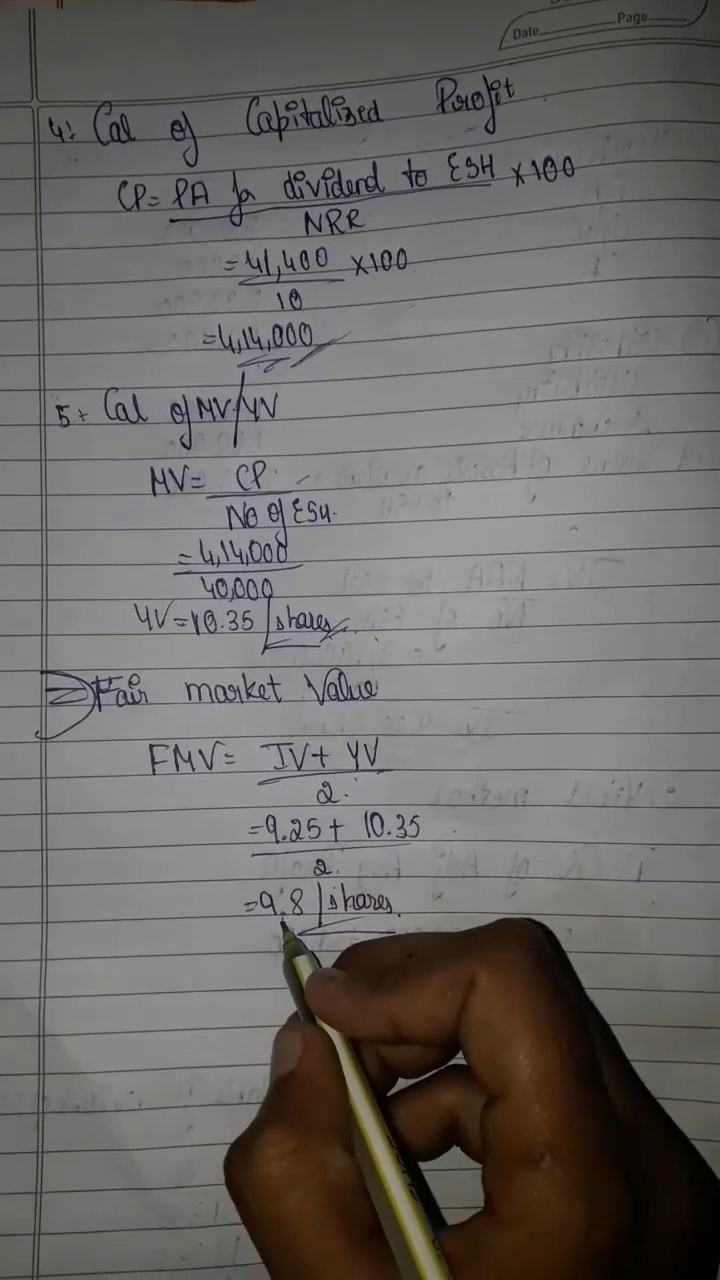 Date Page
4: Cal of Capitalized Profit
CP= PA for dividend to ESH ×100
NRR
=41,400 ×100
10
=4,14,000
5: Cal of MV/YV
MV= CP
No of ESH.
=4,14,000
40,000
YV=10.35 | shares
Fair market Value
FMV= IV+ YV
2.
=9.25+ 10.35
2.
=9.8 | shares.